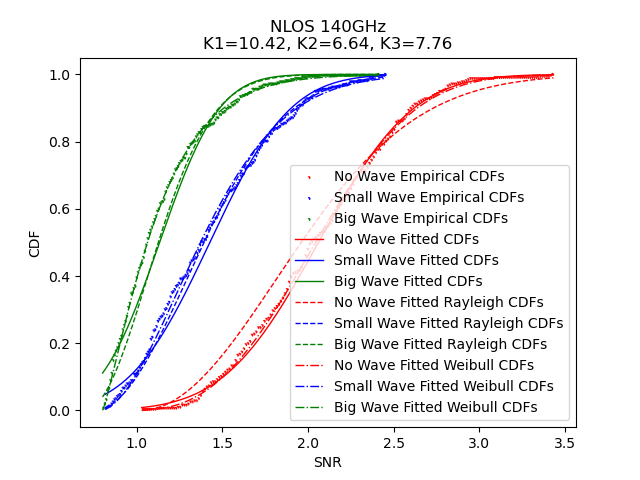 NLOS 140GHz
K1=10.42, K2=6.64, K3=7.76
CDF
1.0
0.8
0.6
0.4
0.2
0.0
No Wave Empirical CDFs
Small Wave Empirical CDFs
Big Wave Empirical CDFs
No Wave Fitted CDFs
Small Wave Fitted CDFs
Big Wave Fitted CDFs
No Wave Fitted Rayleigh CDFs
Small Wave Fitted Rayleigh CDFs
Big Wave Fitted Rayleigh CDFs
No Wave Fitted Weibull CDFs
Small Wave Fitted Weibull CDFs
Big Wave Fitted Weibull CDFs
1.0 1.5 2.0 2.5 3.0 3.5
SNR